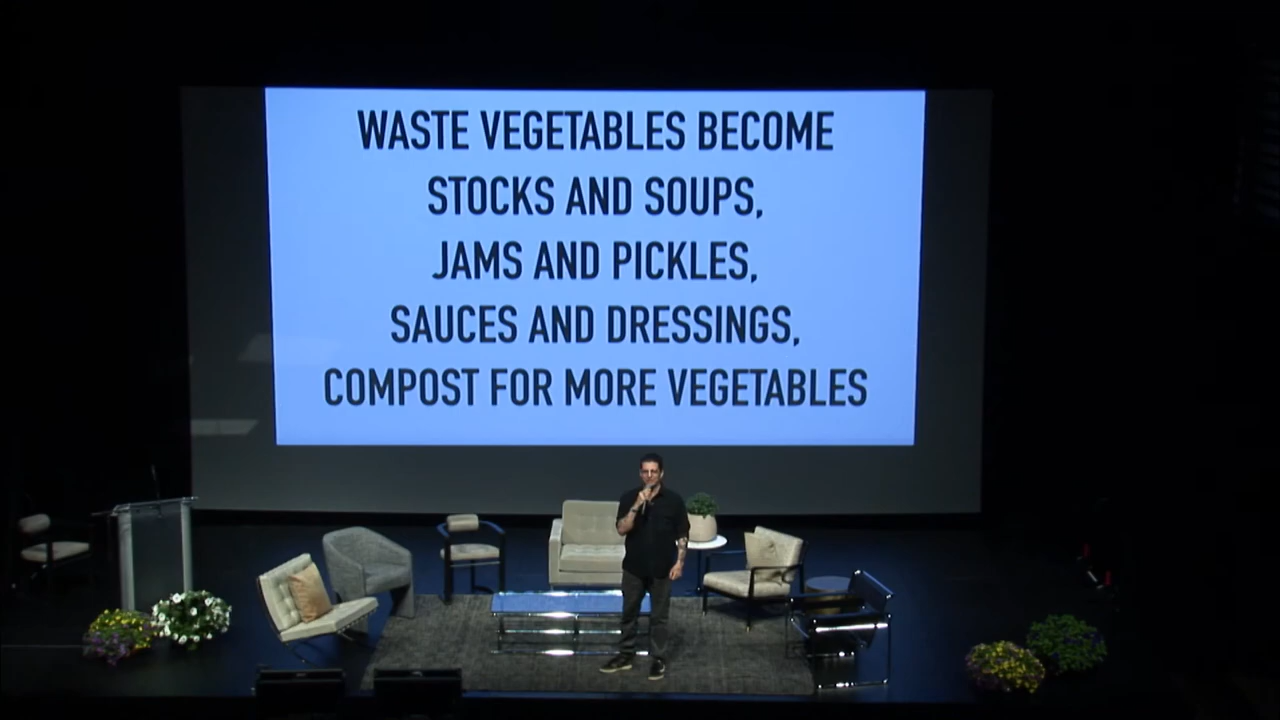 WASTE VEGETABLES BECOME
STOCKS AND SOUPS,
JAMS AND PICKLES,
SAUCES AND DRESSINGS,
COMPOST FOR MORE VEGETABLES